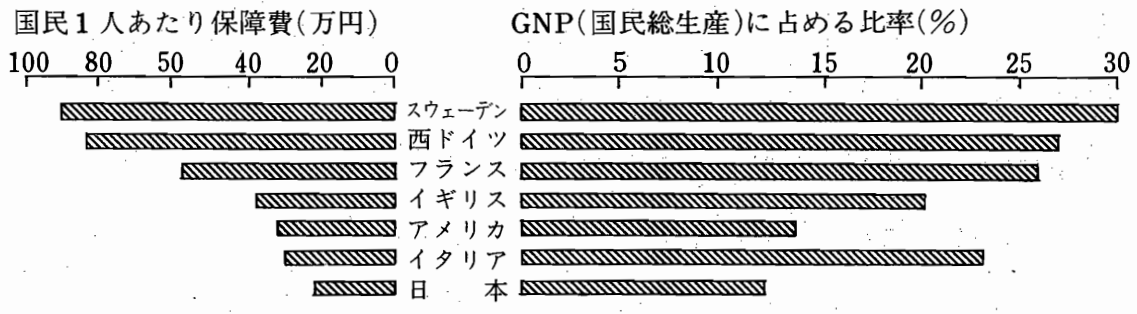 国民1人あたり保障費(万円)
GNP(国民総生産)に占める比率(%)
100 80 50 40 20 0
0 5 10 15 20 25 30
スウェーデン
西ドイツ
フランス
イギリス
アメリカ
イタリア
日本